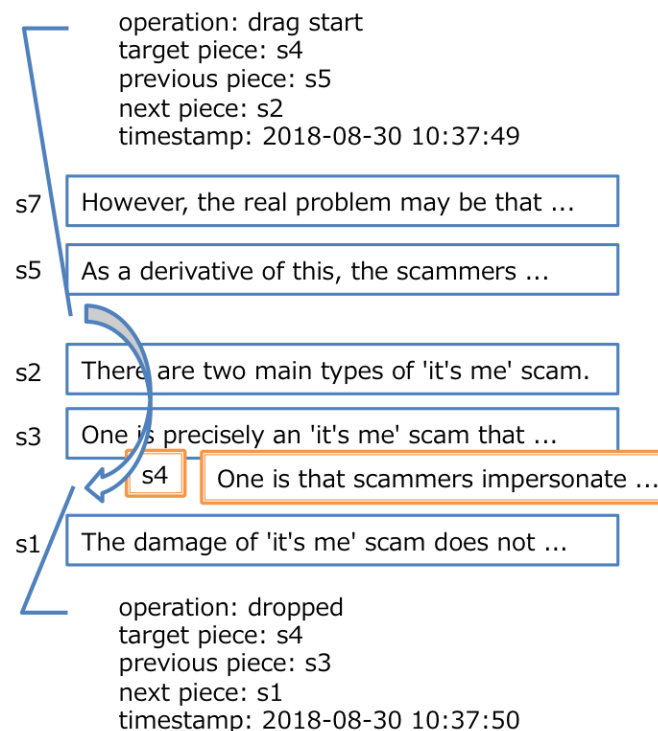 operation: drag start
target piece: s4
previous piece: s5
next piece: s2
timestamp: 2018-08-30 10:37:49
s7 However, the real problem may be that ...
s5 As a derivative of this, the scammers ...
s2 There are two main types of 'it's me' scam.
s3 One is precisely an 'it's me' scam that ...
s4 One is that scammers impersonate ...
s1 The damage of 'it's me' scam does not ...
operation: dropped
target piece: s4
previous piece: s3
next piece: s1
timestamp: 2018-08-30 10:37:50